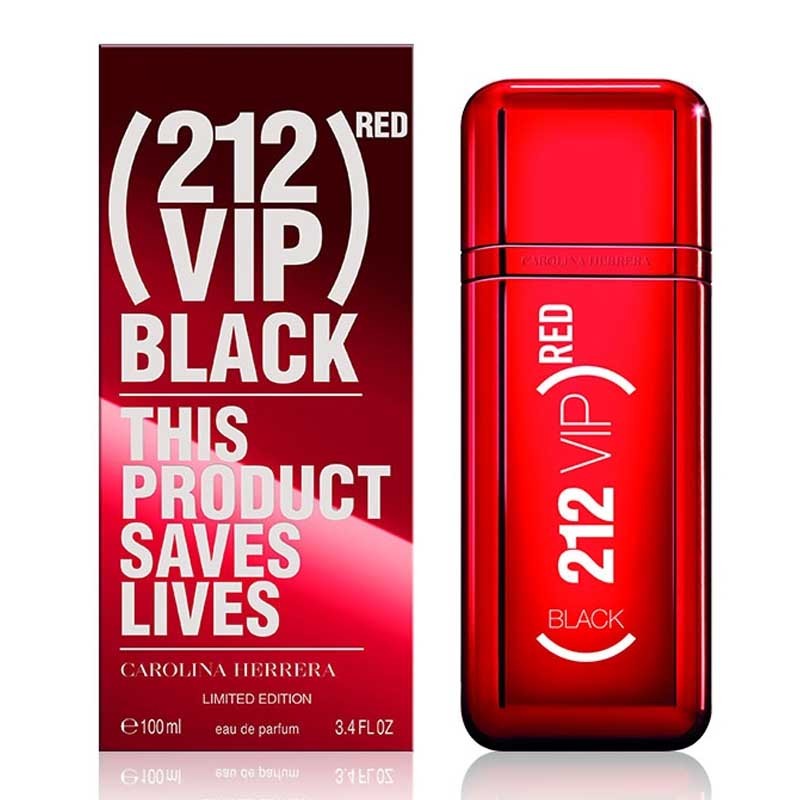 (212)RED
VIP
BLACK
THIS
PRODUCT
SAVES
LIVES
CAROLINA HERRERA
LIMITED EDITION
℮100ml eau de parfum 3.4 FL OZ
CAROLINA HERRERA
(BLACK 212 VIP)RED